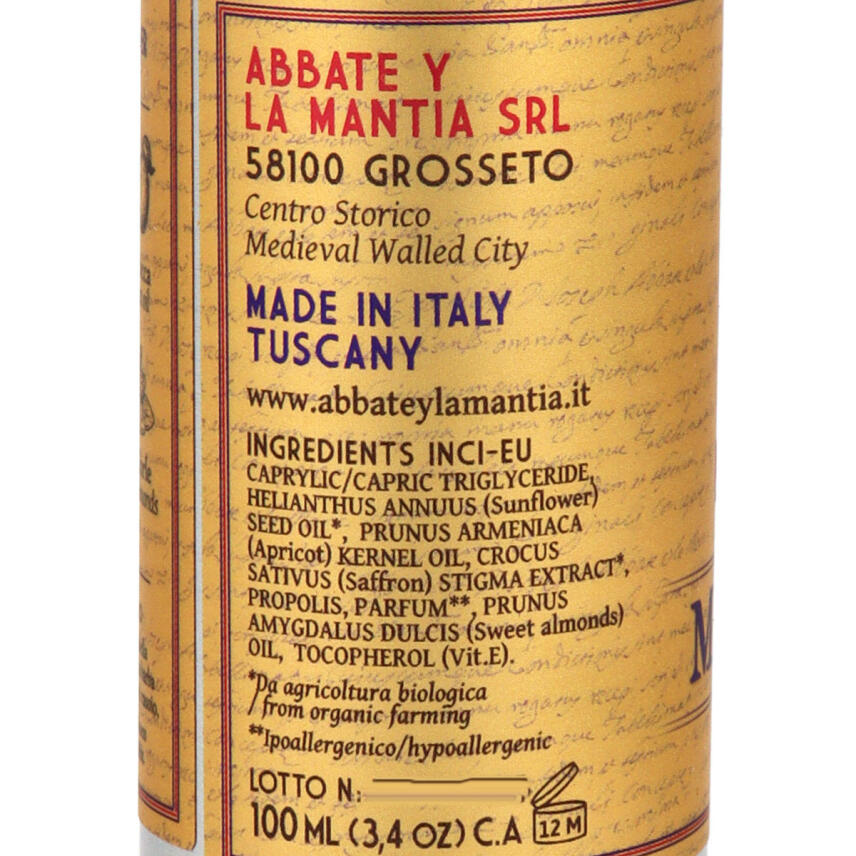 ABBATE Y
LA MANTIA SRL
58100 GROSSETO
Centro Storico
Medieval Walled City
MADE IN ITALY
TUSCANY
www.abbateylamantia.it
INGREDIENTS INCI-EU
CAPRYLIC/CAPRIC TRIGLYCERIDE,
HELIANTHUS ANNUUS (Sunflower)
SEED OIL*, PRUNUS ARMENIACA
(Apricot) KERNEL OIL, CROCUS
SATIVUS (Saffron) STIGMA EXTRACT*,
PROPOLIS, PARFUM**, PRUNUS
AMYGDALUS DULCIS (Sweet almonds)
OIL, TOCOPHEROL (Vit.E).
*Da agricoltura biologica
/from organic farming
**Ipoallergenico/hypoallergenic
LOTTO N:
100 ML (3,4 OZ) C.A
12 M